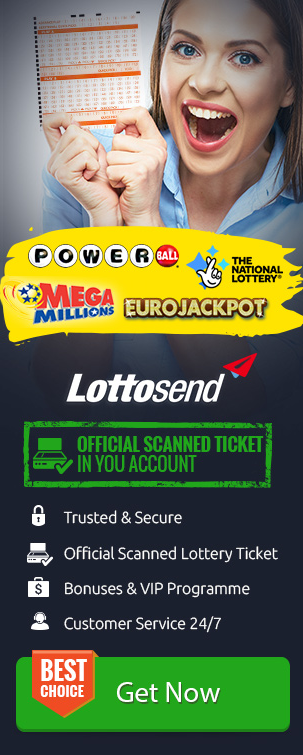 POWERBALL
THE
NATIONAL
LOTTERY
MEGA
MILLIONS
EUROJACKPOT
Lottosend
OFFICIAL SCANNED TICKET
IN YOU ACCOUNT
Trusted & Secure
Official Scanned Lottery Ticket
Bonuses & VIP Programme
Customer Service 24/7
BEST
CHOICE
Get Now